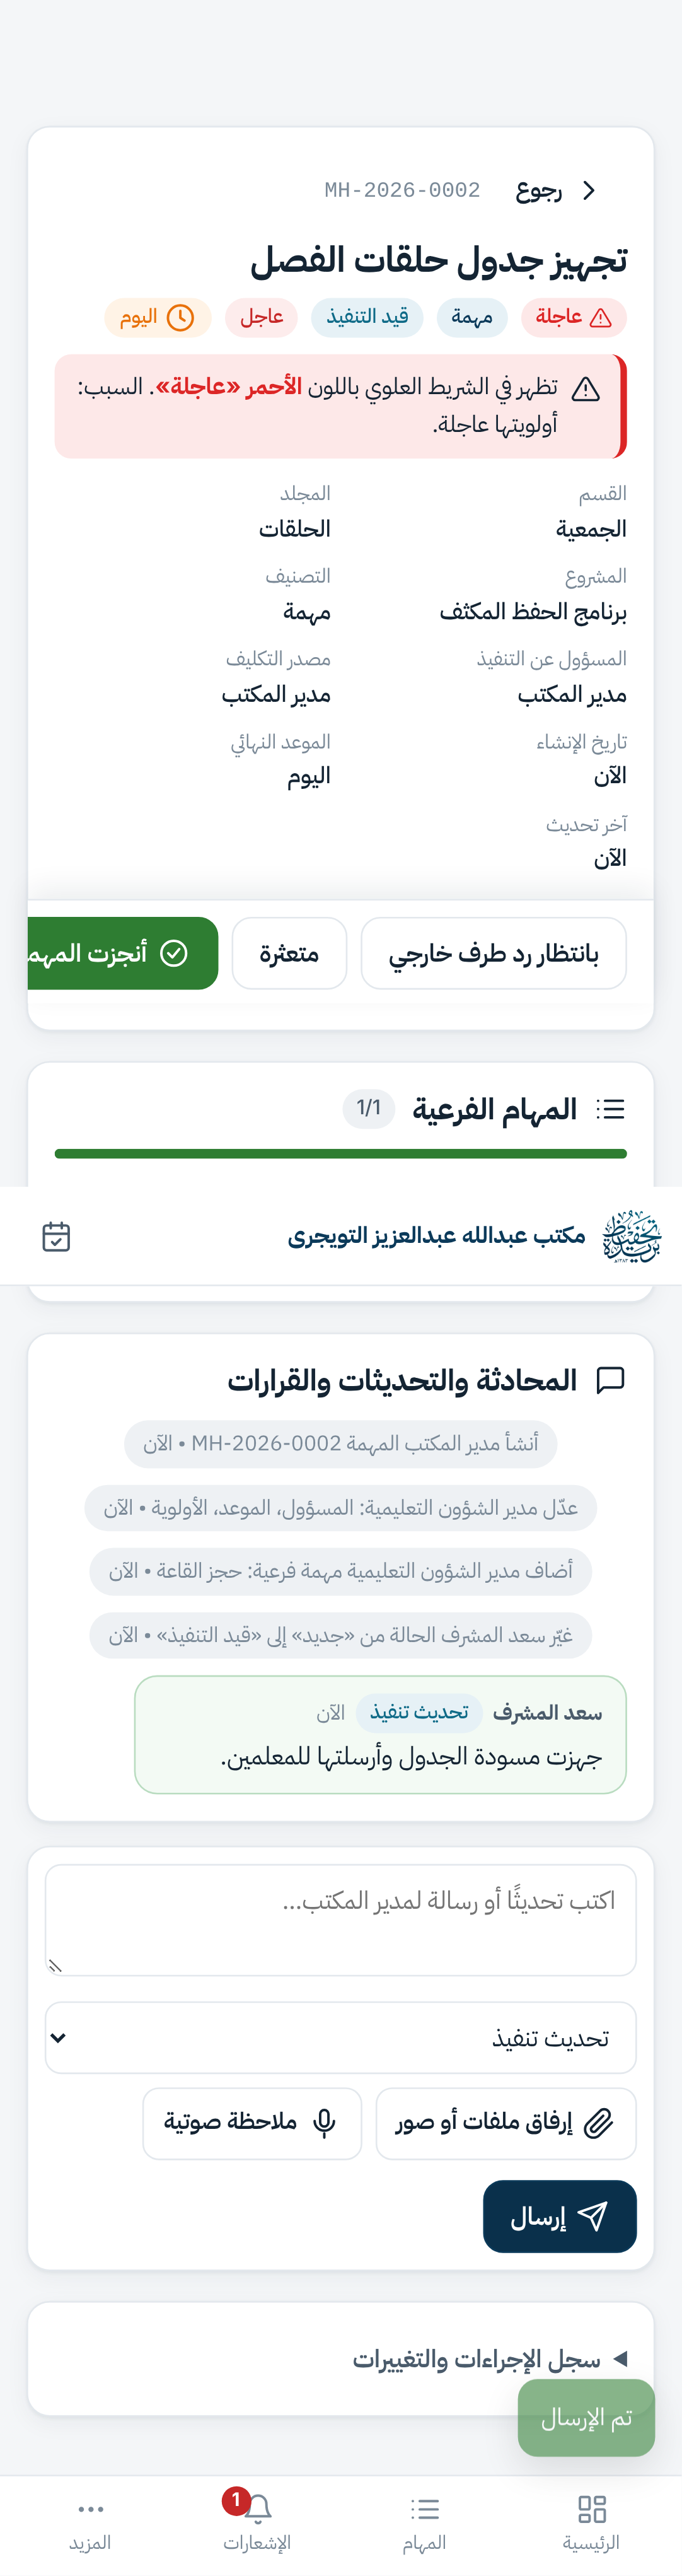 رجوع MH-2026-0002
تجهيز جدول حلقات الفصل
عاجلة مهمة قيد التنفيذ عاجل اليوم
تظهر في الشريط العلوي باللون الأحمر «عاجلة». السبب:
أولويتها عاجلة.
القسم المجلد
الجمعية الحلقات
المشروع التصنيف
برنامج الحفظ المكثف مهمة
المسؤول عن التنفيذ مصدر التكليف
مدير المكتب مدير المكتب
تاريخ الإنشاء الموعد النهائي
الآن اليوم
آخر تحديث
الآن
بانتظار رد طرف خارجي متعثرة أنجزت المهم
المهام الفرعية 1/1
مكتب عبدالله عبدالعزيز التويجري
المحادثة والتحديثات والقرارات
أنشأ مدير المكتب المهمة MH-2026-0002 • الآن
عدّل مدير الشؤون التعليمية: المسؤول، الموعد، الأولوية • الآن
أضاف مدير الشؤون التعليمية مهمة فرعية: حجز القاعة • الآن
غيّر سعد المشرف الحالة من «جديد» إلى «قيد التنفيذ» • الآن
سعد المشرف تحديث تنفيذ الآن
جهزت مسودة الجدول وأرسلتها للمعلمين.
اكتب تحديثًا أو رسالة لمدير المكتب...
تحديث تنفيذ
إرفاق ملفات أو صور ملاحظة صوتية
إرسال
سجل الإجراءات والتغييرات
تم الإرسال
1
الرئيسية المهام الإشعارات المزيد